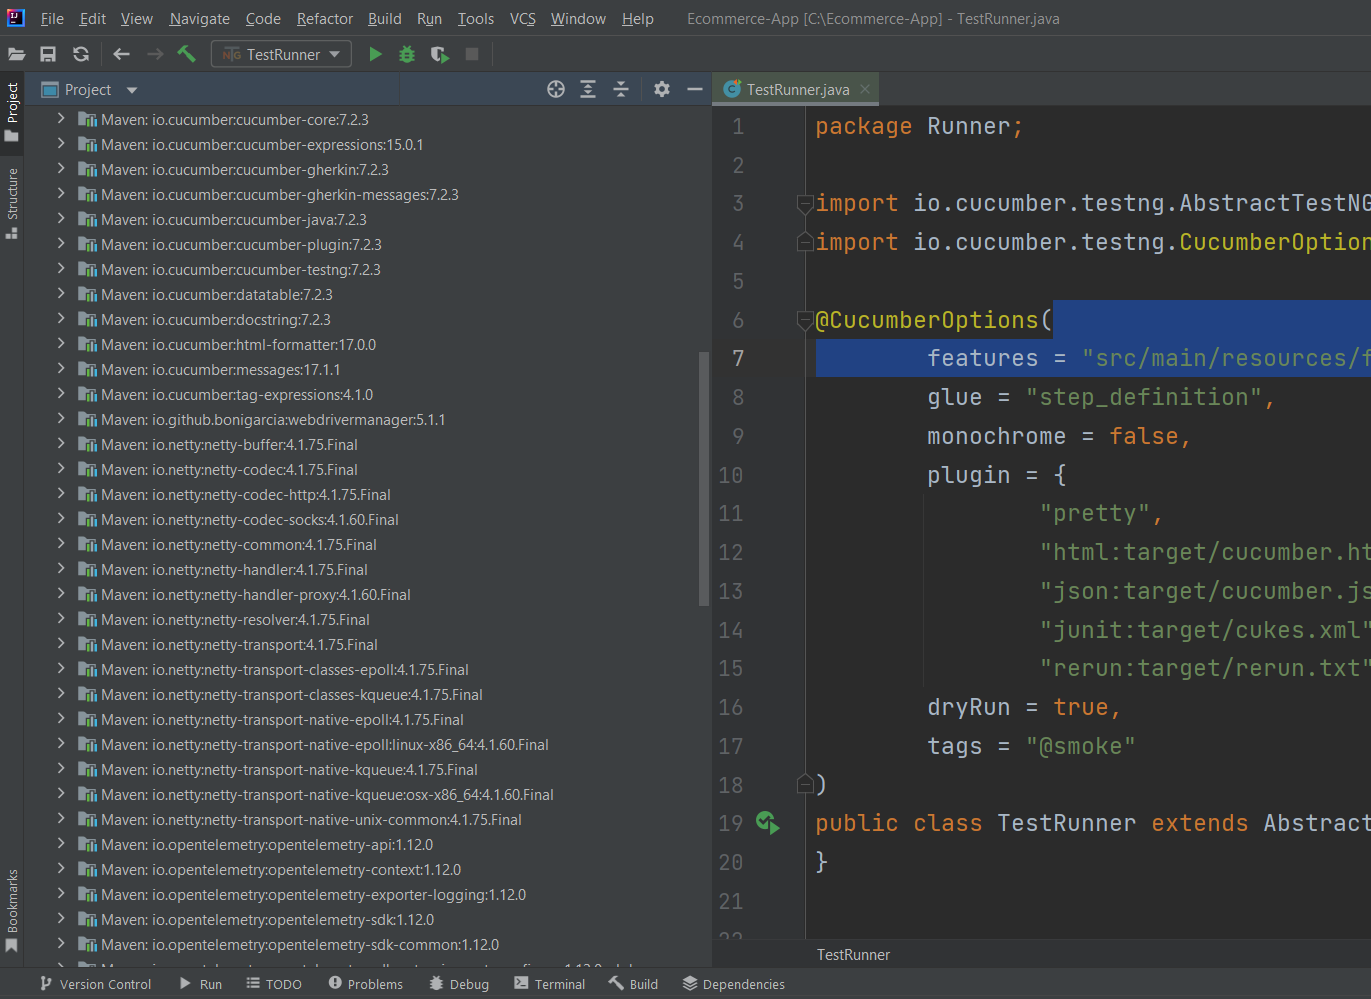 File Edit View Navigate Code Refactor Build Run Tools VCS Window Help Ecommerce-App [C:\Ecommerce-App] - TestRunner.java
TestRunner
Project
TestRunner.java
Project
Structure
Bookmarks
Maven: io.cucumber:cucumber-core:7.2.3
Maven: io.cucumber:cucumber-expressions:15.0.1
Maven: io.cucumber:cucumber-gherkin:7.2.3
Maven: io.cucumber:cucumber-gherkin-messages:7.2.3
Maven: io.cucumber:cucumber-java:7.2.3
Maven: io.cucumber:cucumber-plugin:7.2.3
Maven: io.cucumber:cucumber-testng:7.2.3
Maven: io.cucumber:datatable:7.2.3
Maven: io.cucumber:docstring:7.2.3
Maven: io.cucumber:html-formatter:17.0.0
Maven: io.cucumber:messages:17.1.1
Maven: io.cucumber:tag-expressions:4.1.0
Maven: io.github.bonigarcia:webdrivermanager:5.1.1
Maven: io.netty:netty-buffer:4.1.75.Final
Maven: io.netty:netty-codec:4.1.75.Final
Maven: io.netty:netty-codec-http:4.1.75.Final
Maven: io.netty:netty-codec-socks:4.1.60.Final
Maven: io.netty:netty-common:4.1.75.Final
Maven: io.netty:netty-handler:4.1.75.Final
Maven: io.netty:netty-handler-proxy:4.1.60.Final
Maven: io.netty:netty-resolver:4.1.75.Final
Maven: io.netty:netty-transport:4.1.75.Final
Maven: io.netty:netty-transport-classes-epoll:4.1.75.Final
Maven: io.netty:netty-transport-classes-kqueue:4.1.75.Final
Maven: io.netty:netty-transport-native-epoll:4.1.75.Final
Maven: io.netty:netty-transport-native-epoll:linux-x86_64:4.1.60.Final
Maven: io.netty:netty-transport-native-kqueue:4.1.75.Final
Maven: io.netty:netty-transport-native-kqueue:osx-x86_64:4.1.60.Final
Maven: io.netty:netty-transport-native-unix-common:4.1.75.Final
Maven: io.opentelemetry:opentelemetry-api:1.12.0
Maven: io.opentelemetry:opentelemetry-context:1.12.0
Maven: io.opentelemetry:opentelemetry-exporter-logging:1.12.0
Maven: io.opentelemetry:opentelemetry-sdk:1.12.0
Maven: io.opentelemetry:opentelemetry-sdk-common:1.12.0
1 package Runner;
2
3 import io.cucumber.testng.AbstractTestNG
4 import io.cucumber.testng.CucumberOption
5
6 @CucumberOptions(
7 features = "src/main/resources/f
8 glue = "step_definition",
9 monochrome = false,
10 plugin = {
11 "pretty",
12 "html:target/cucumber.ht
13 "json:target/cucumber.js
14 "junit:target/cukes.xml"
15 "rerun:target/rerun.txt"
16 dryRun = true,
17 tags = "@smoke"
18 )
19 public class TestRunner extends Abstract
20 }
21
TestRunner
Version Control Run TODO Problems Debug Terminal Build Dependencies